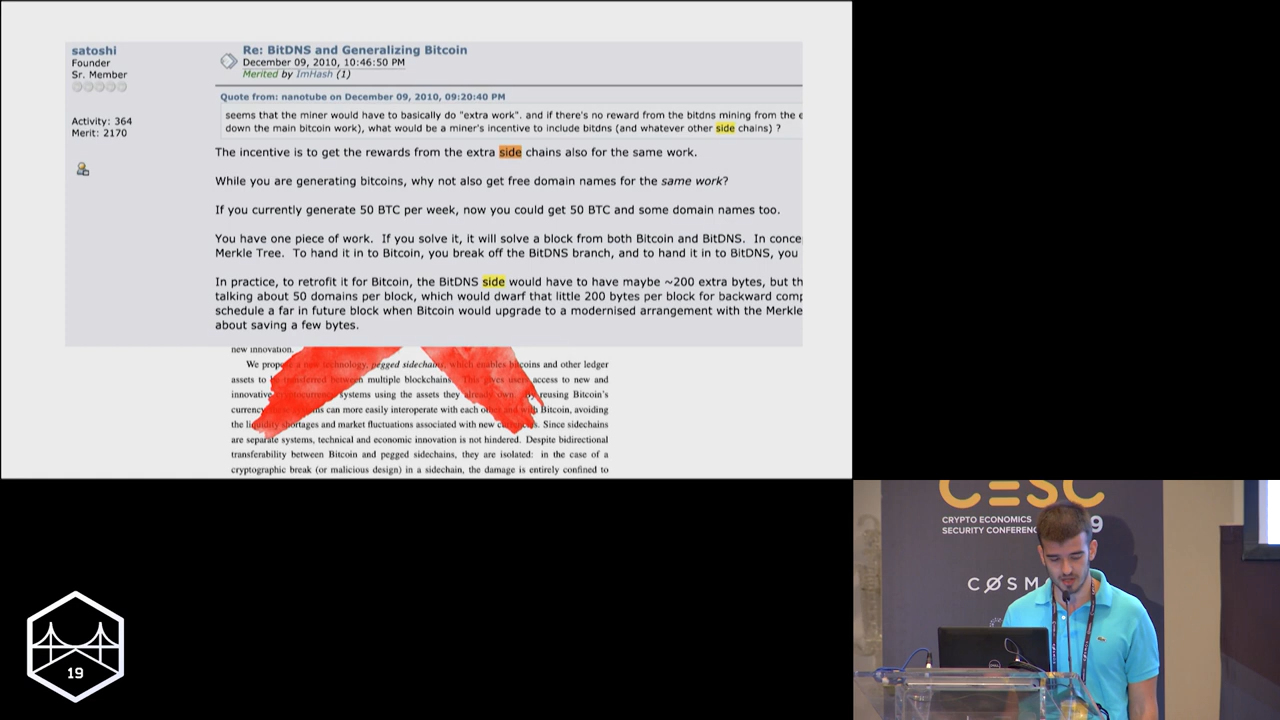 satoshi
Founder
Sr. Member
Activity: 364
Merit: 2170
Re: BitDNS and Generalizing Bitcoin
December 09, 2010, 10:46:50 PM
Merited by ImHash (1)
Quote from: nanotube on December 09, 2010, 09:20:40 PM
seems that the miner would have to basically do "extra work". and if there's no reward from the bitdns mining from the e
down the main bitcoin work), what would be a miner's incentive to include bitdns (and whatever other side chains) ?
The incentive is to get the rewards from the extra side chains also for the same work.
While you are generating bitcoins, why not also get free domain names for the same work?
If you currently generate 50 BTC per week, now you could get 50 BTC and some domain names too.
You have one piece of work. If you solve it, it will solve a block from both Bitcoin and BitDNS. In conce
Merkle Tree. To hand it in to Bitcoin, you break off the BitDNS branch, and to hand it in to BitDNS, you
In practice, to retrofit it for Bitcoin, the BitDNS side would have to have maybe ~200 extra bytes, but th
talking about 50 domains per block, which would dwarf that little 200 bytes per block for backward comp
schedule a far in future block when Bitcoin would upgrade to a modernised arrangement with the Merkle
about saving a few bytes.
new innovation.
We propose a new technology, pegged sidechains, which enables bitcoins and other ledger
assets to be transferred between multiple blockchains. This gives users access to new and
innovative cryptocurrency systems using the assets they already own. By reusing Bitcoin's
currency, these systems can more easily interoperate with each other and with Bitcoin, avoiding
the liquidity shortages and market fluctuations associated with new currencies. Since sidechains
are separate systems, technical and economic innovation is not hindered. Despite bidirectional
transferability between Bitcoin and pegged sidechains, they are isolated: in the case of a
cryptographic break (or malicious design) in a sidechain, the damage is entirely confined to
CESC
CRYPTO ECONOMICS
SECURITY CONFERENC
9
CØSM
DELL
19